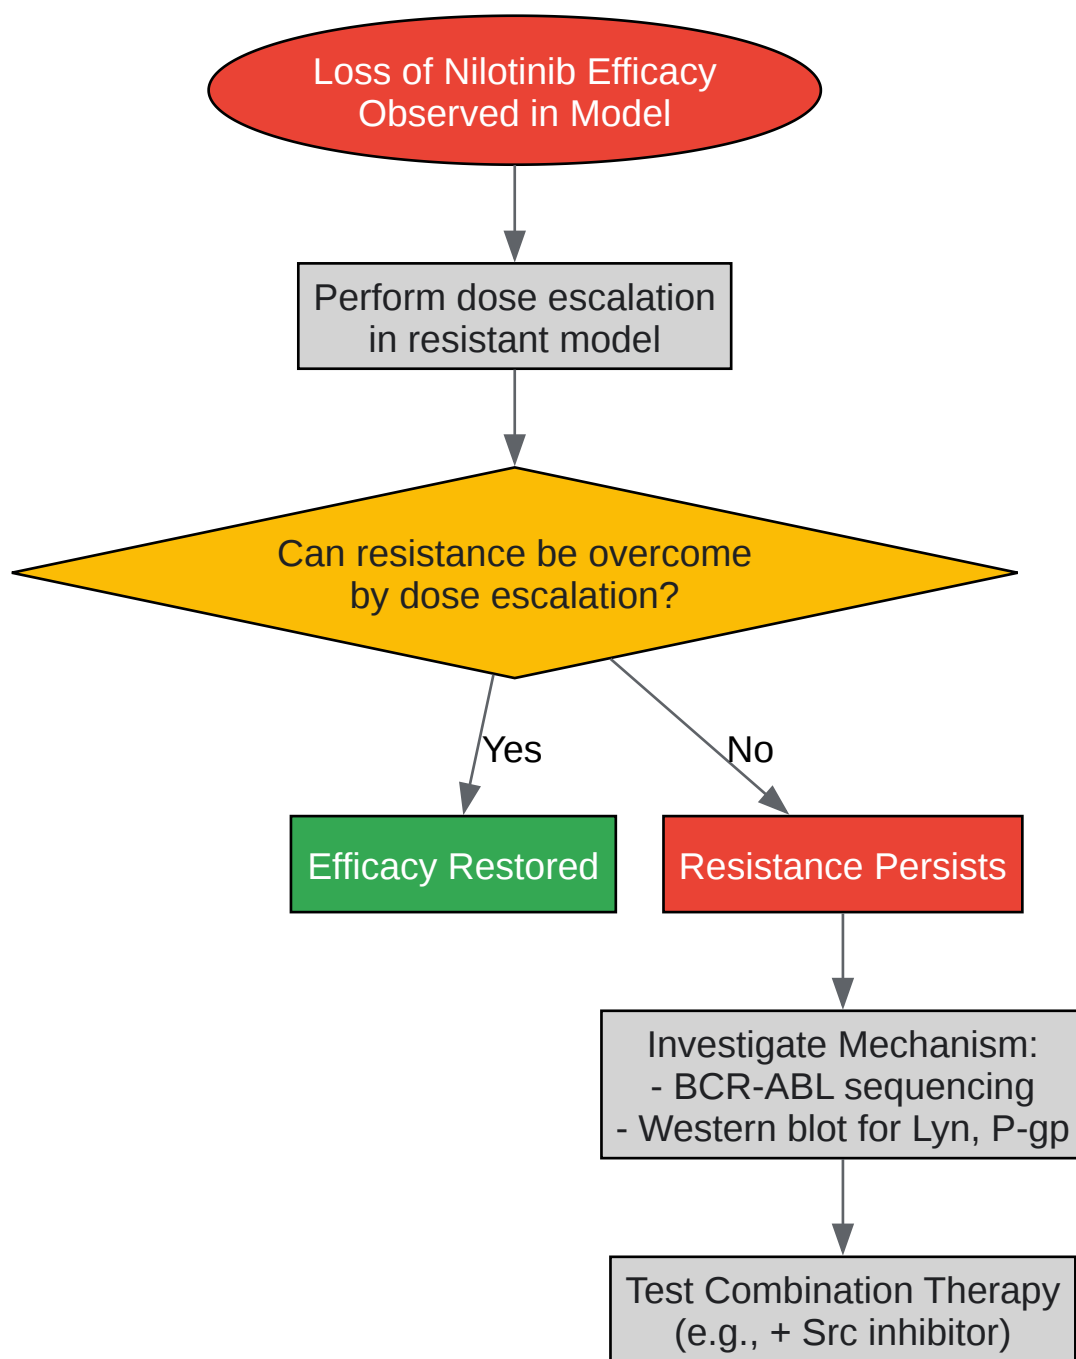 Loss of Nilotinib Efficacy
Observed in Model
Perform dose escalation
in resistant model
Can resistance be overcome
by dose escalation?
Yes
No
Efficacy Restored
Resistance Persists
Investigate Mechanism:
- BCR-ABL sequencing
- Western blot for Lyn, P-gp
Test Combination Therapy
(e.g., + Src inhibitor)